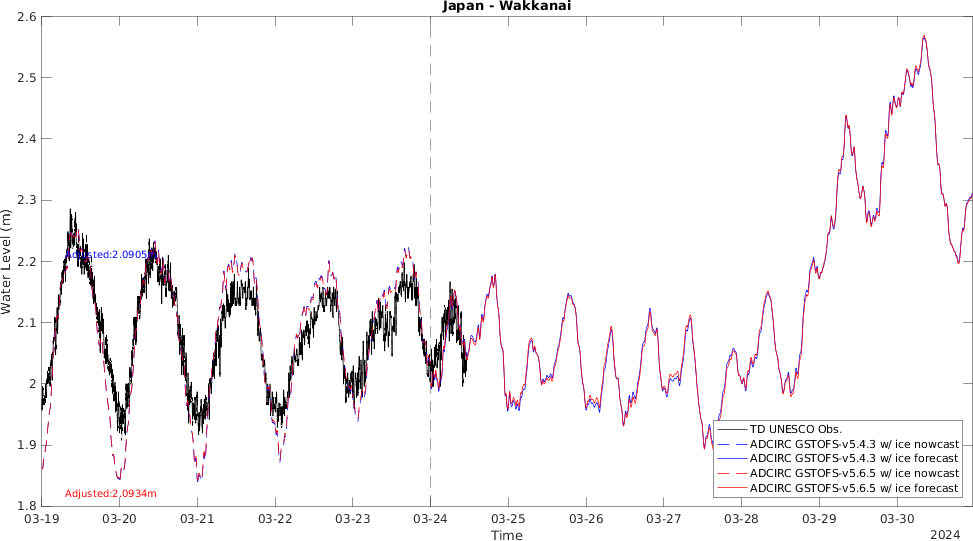 Japan - Wakkanai
Water Level (m)
2.6
2.5
2.4
2.3
2.2
2.1
2
1.9
1.8
Adjusted:2.0905m
Adjusted:2.0934m
TD UNESCO Obs.
ADCIRC GSTOFS-v5.4.3 w/ ice nowcast
ADCIRC GSTOFS-v5.4.3 w/ ice forecast
ADCIRC GSTOFS-v5.6.5 w/ ice nowcast
ADCIRC GSTOFS-v5.6.5 w/ ice forecast
03-19 03-20 03-21 03-22 03-23 03-24 03-25 03-26 03-27 03-28 03-29 03-30
Time
2024